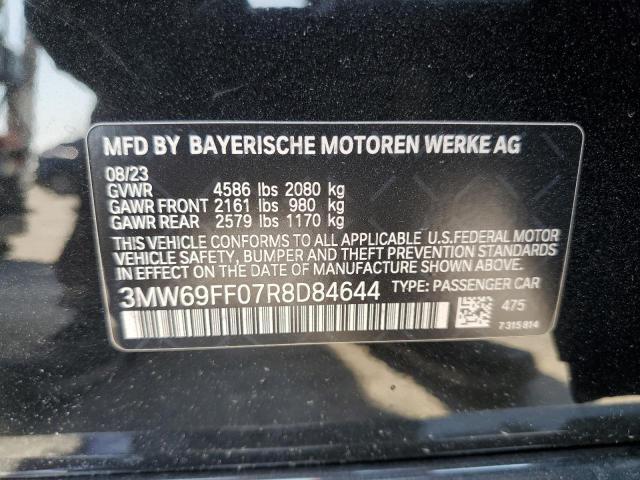 MFD BY BAYERISCHE MOTOREN WERKE AG
08/23
GVWR 4586 lbs 2080 kg
GAWR FRONT 2161 lbs 980 kg
GAWR REAR 2579 lbs 1170 kg
THIS VEHICLE CONFORMS TO ALL APPLICABLE U.S.FEDERAL MOTOR
VEHICLE SAFETY, BUMPER AND THEFT PREVENTION STANDARDS
IN EFFECT ON THE DATE OF MANUFACTURE SHOWN ABOVE.
3MW69FF07R8D84644 TYPE: PASSENGER CAR
475
7315814